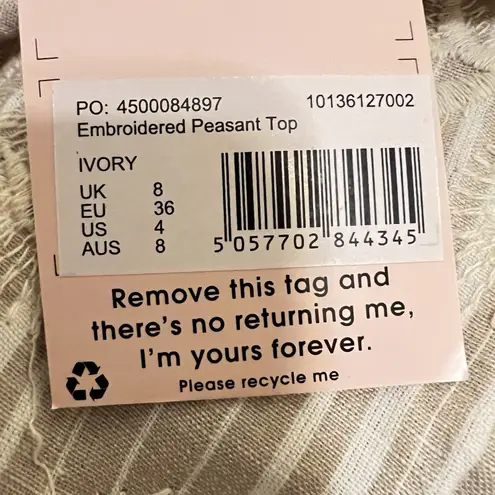 PO: 4500084897 10136127002
Embroidered Peasant Top
IVORY
UK 8
EU 36
US 4
AUS 8
5 057702 844345
Remove this tag and
there's no returning me,
I'm yours forever.
Please recycle me